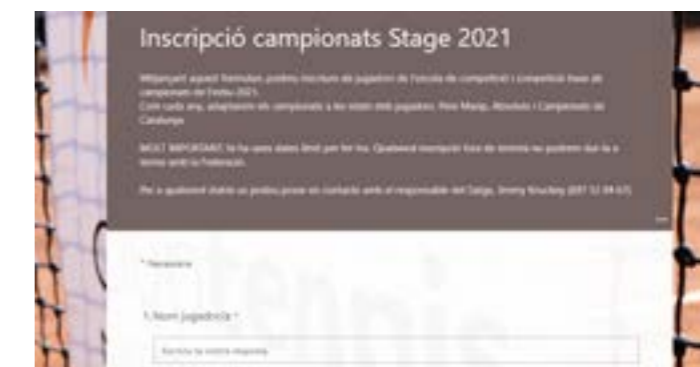 Inscripció campionats Stage 2021
Mitjançant aquest formulari, podreu inscriure als jugadors de l'escola de competició i competició base als
campionats de l'estiu 2021.
Com cada any, adaptarem els campionats a les edats dels jugadors: Pere Masip, Absoluts i Campionats de
Catalunya
MOLT IMPORTANT: hi ha unes dates límit per fer-ho. Qualsevol inscripció fora de termini no podrem dur-la a
terme amb la Federació.
Per a qualsevol dubte us podeu posar en contacte amb el responsable del Stage, Jimmy
* Necessària
1. Nom jugador/a *
Escriviu la vostra resposta